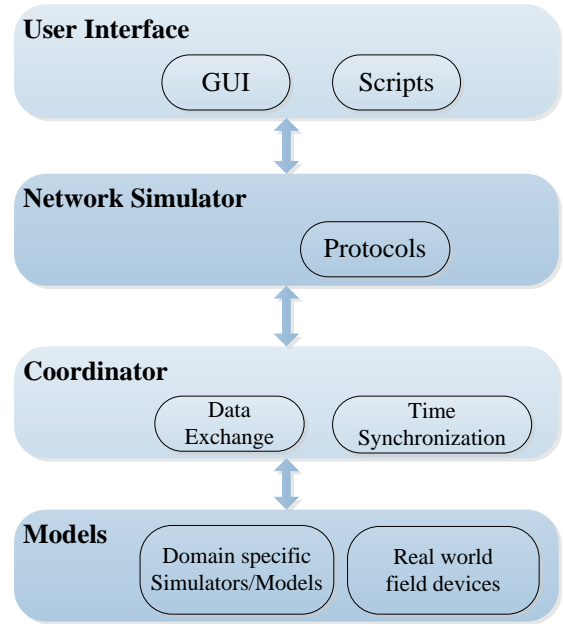 User Interface
GUI
Scripts
Network Simulator
Protocols
Coordinator
Data
Exchange
Time
Synchronization
Models
Domain specific
Simulators/Models
Real world
field devices